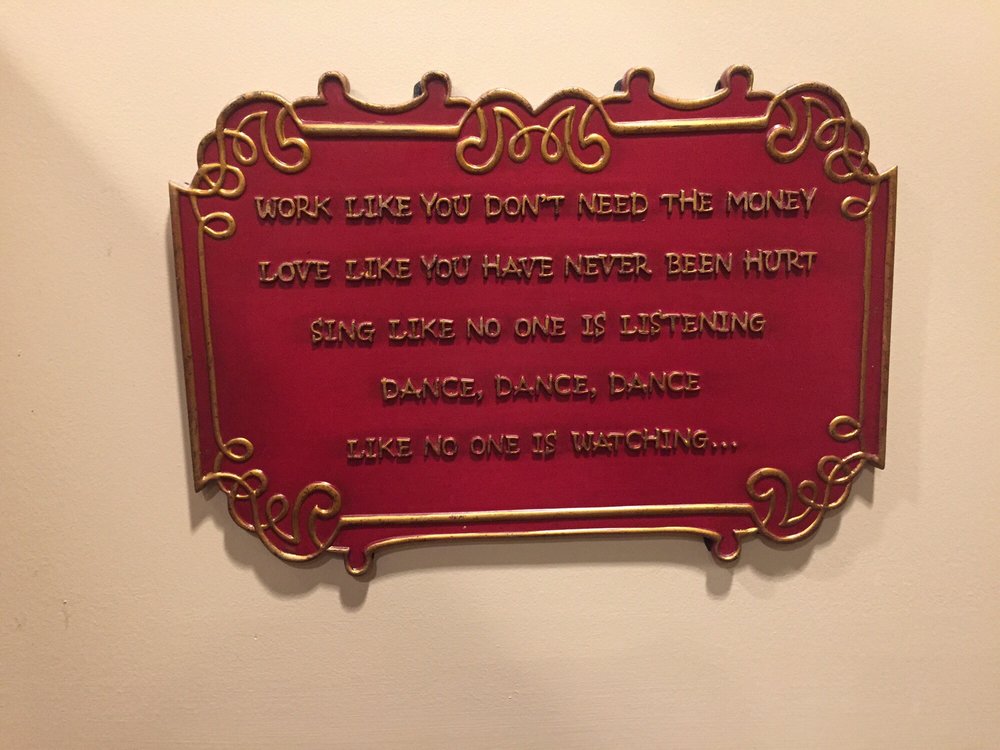 WORK LIKE YOU DON'T NEED THE MONEY
LOVE LIKE YOU HAVE NEVER BEEN HURT
SING LIKE NO ONE IS LISTENING
DANCE, DANCE, DANCE
LIKE NO ONE IS WATCHING...